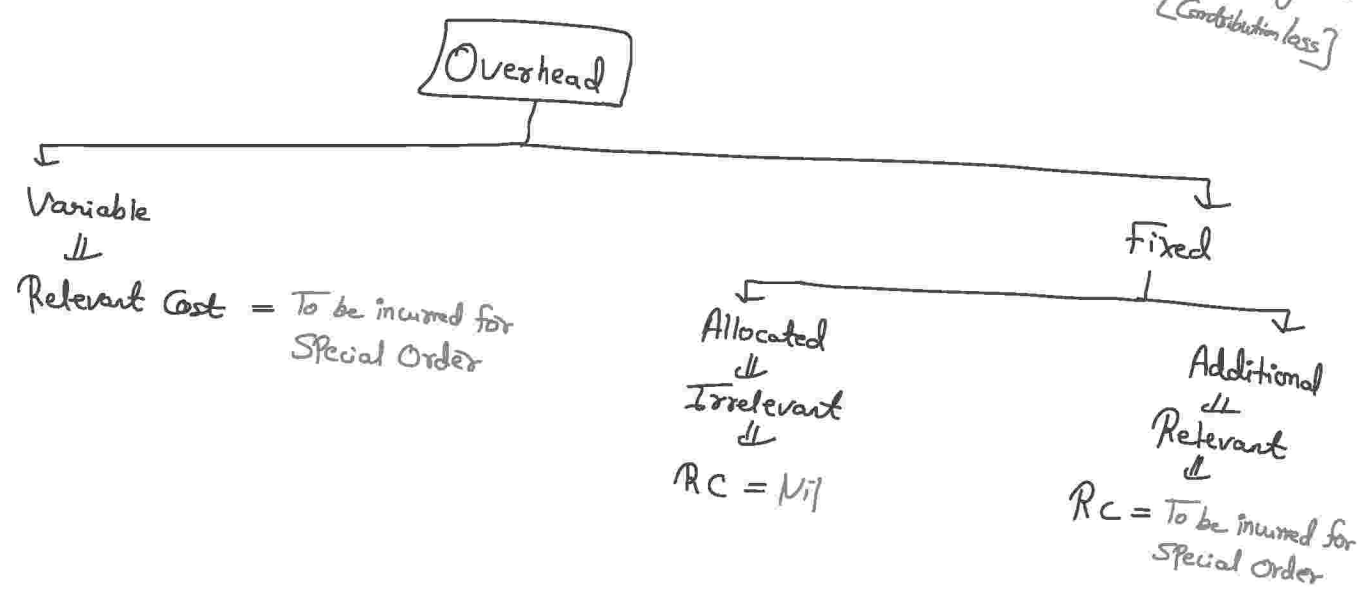 [Contribution loss]
Overhead
Variable
Relevant Cost = To be incurred for
Special Order
Fixed
Allocated
Irrelevant
RC = Nil
Additional
Relevant
RC = To be incurred for
Special Order